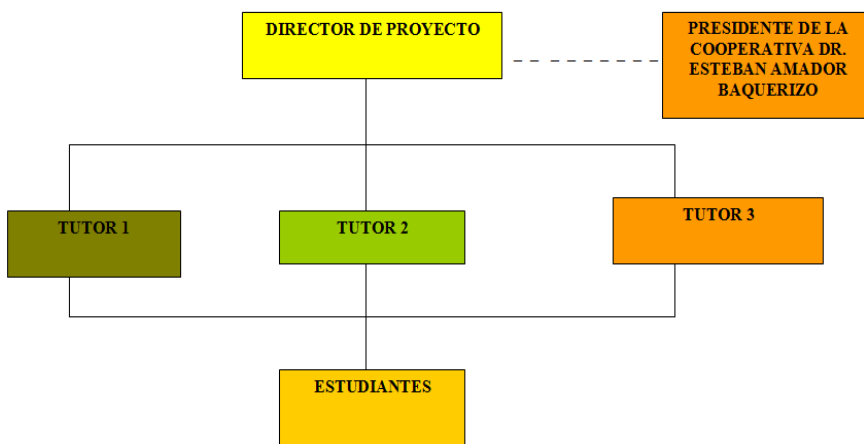 DIRECTOR DE PROYECTO
PRESIDENTE DE LA
COOPERATIVA DR.
ESTEBAN AMADOR
BAQUERIZO
TUTOR 1
TUTOR 2
TUTOR 3
ESTUDIANTES